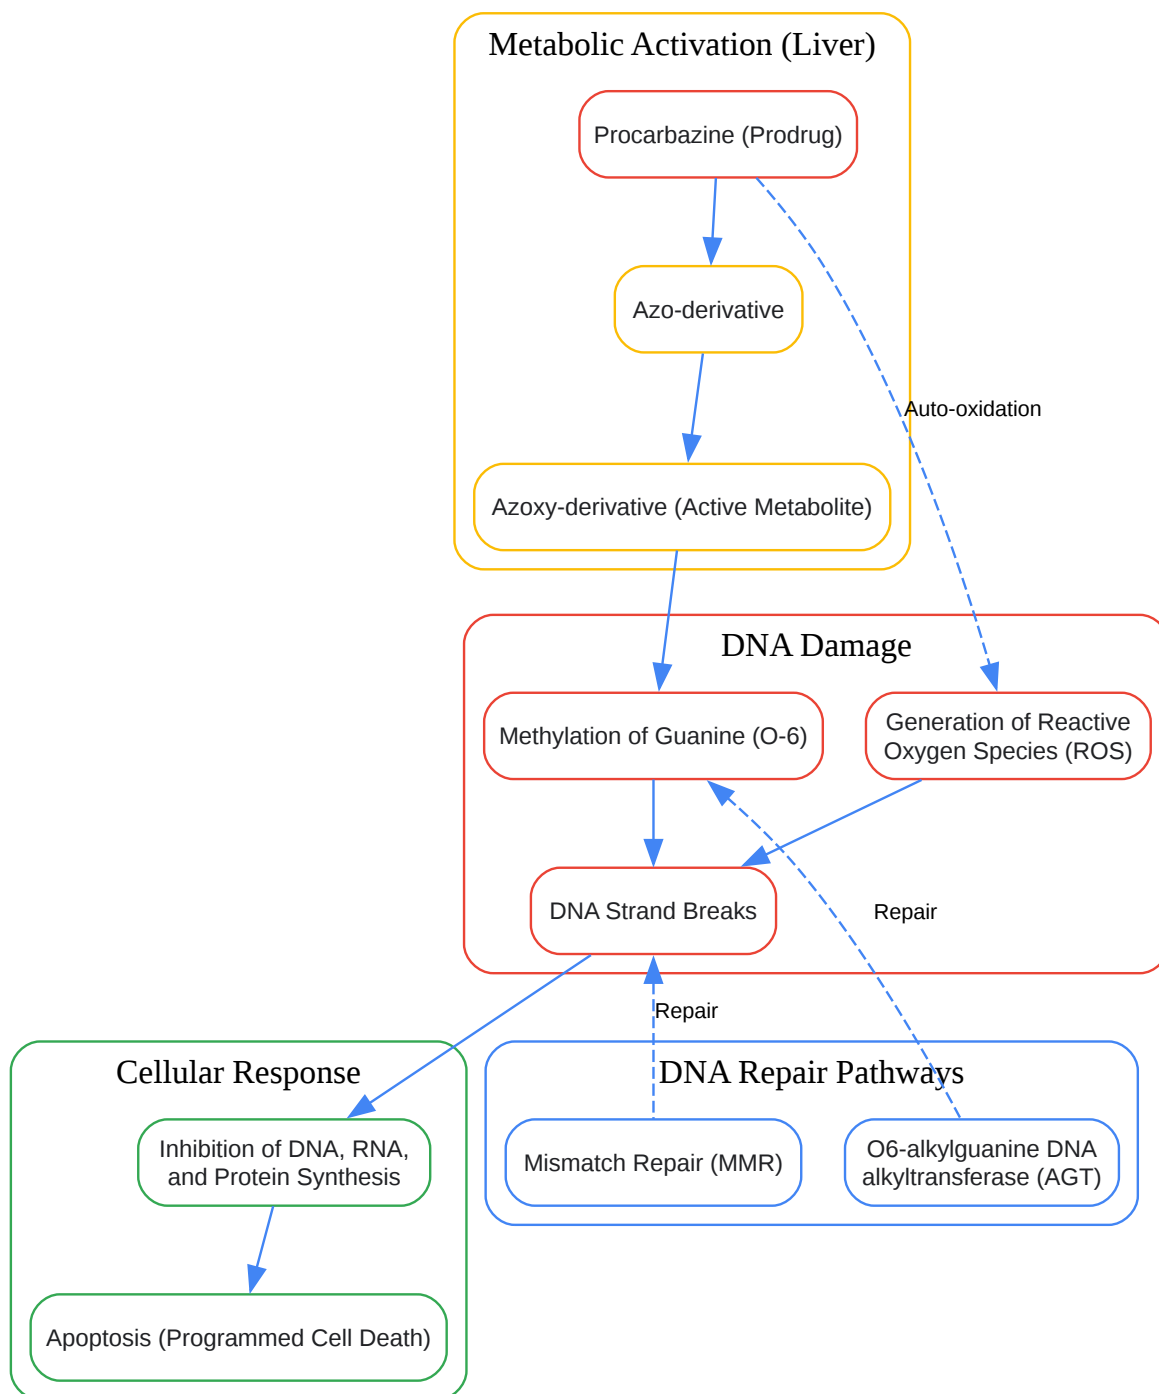 Metabolic Activation (Liver)
Procarbazine (Prodrug)
Azo-derivative
Auto-oxidation
Azoxy-derivative (Active Metabolite)
DNA Damage
Methylation of Guanine (O-6)
Generation of Reactive
Oxygen Species (ROS)
DNA Strand Breaks
Repair
Repair
Cellular Response
DNA Repair Pathways
Inhibition of DNA, RNA,
and Protein Synthesis
Mismatch Repair (MMR)
O6-alkylguanine DNA
alkyltransferase (AGT)
Apoptosis (Programmed Cell Death)